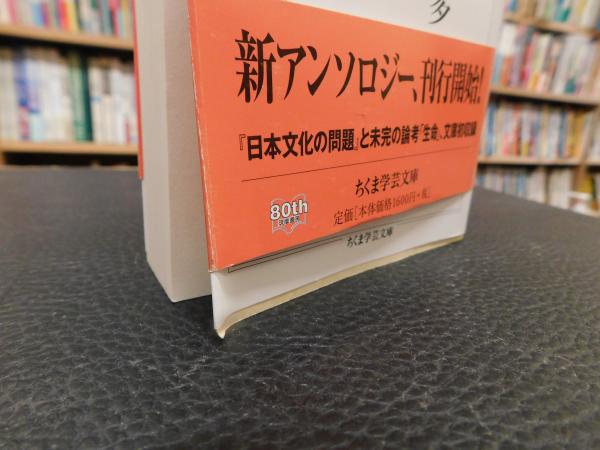 新アンソロジー、刊行開始!
『日本文化の問題』と未完の論考「生命」、文庫初収録
ちくま学芸文庫
80th
定価[本体価格1600円+税]
ちくま学芸文庫